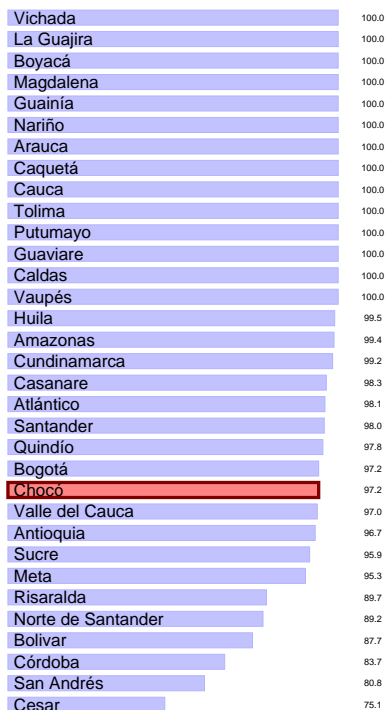 Vichada 100.0
La Guajira 100.0
Boyacá 100.0
Magdalena 100.0
Guainía 100.0
Nariño 100.0
Arauca 100.0
Caquetá 100.0
Cauca 100.0
Tolima 100.0
Putumayo 100.0
Guaviare 100.0
Caldas 100.0
Vaupés 100.0
Huila 99.5
Amazonas 99.4
Cundinamarca 99.2
Casanare 98.3
Atlántico 98.1
Santander 98.0
Quindío 97.8
Bogotá 97.2
Chocó 97.2
Valle del Cauca 97.0
Antioquia 96.7
Sucre 95.9
Meta 95.3
Risaralda 89.7
Norte de Santander 89.2
Bolivar 87.7
Córdoba 83.7
San Andrés 80.8
Cesar 75.1